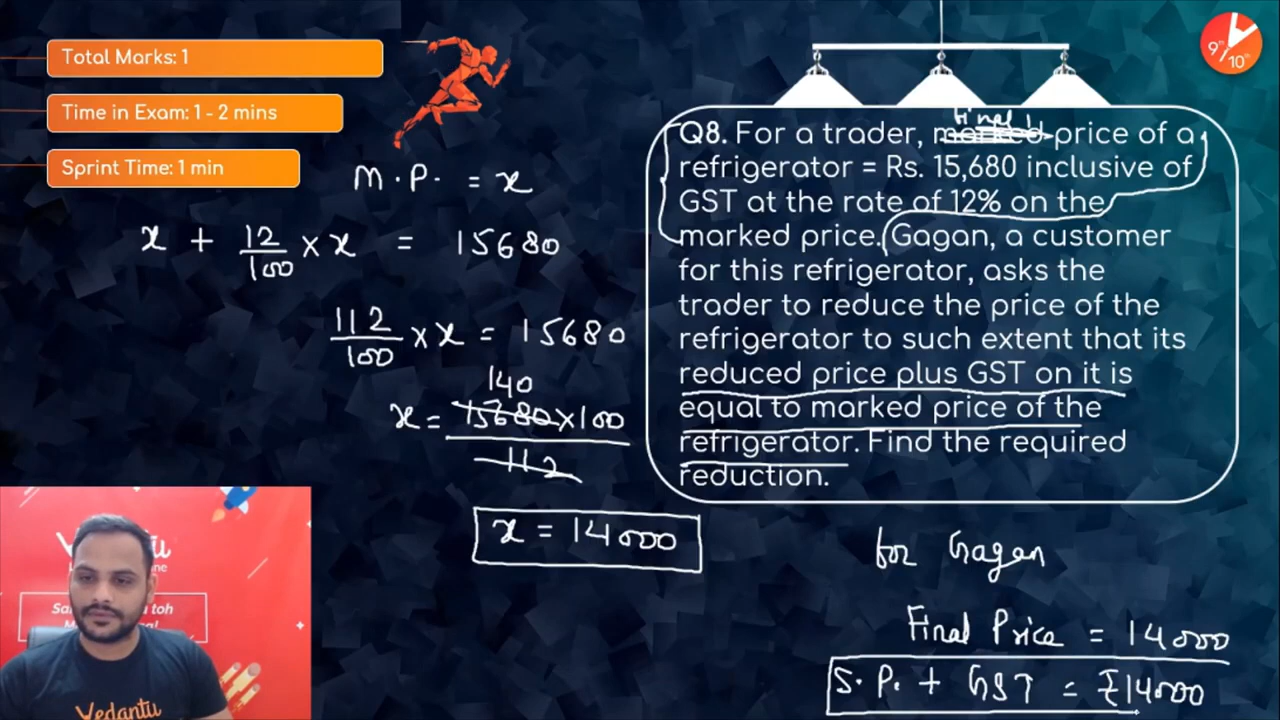 Total Marks: 1
Time in Exam: 1 - 2 mins
Sprint Time: 1 min
9th 10th
M.P. = x
x + 12/100 × x = 15680
112/100 × x = 15680
140
x = 15680 × 100 / 112
x = 14000
Final
Q8. For a trader, marked price of a
refrigerator = Rs. 15,680 inclusive of
GST at the rate of 12% on the
marked price. Gagan, a customer
for this refrigerator, asks the
trader to reduce the price of the
refrigerator to such extent that its
reduced price plus GST on it is
equal to marked price of the
refrigerator. Find the required
reduction.
for Gagan
Final Price = 14000
S.P. + GST = ₹14000
Vedantu